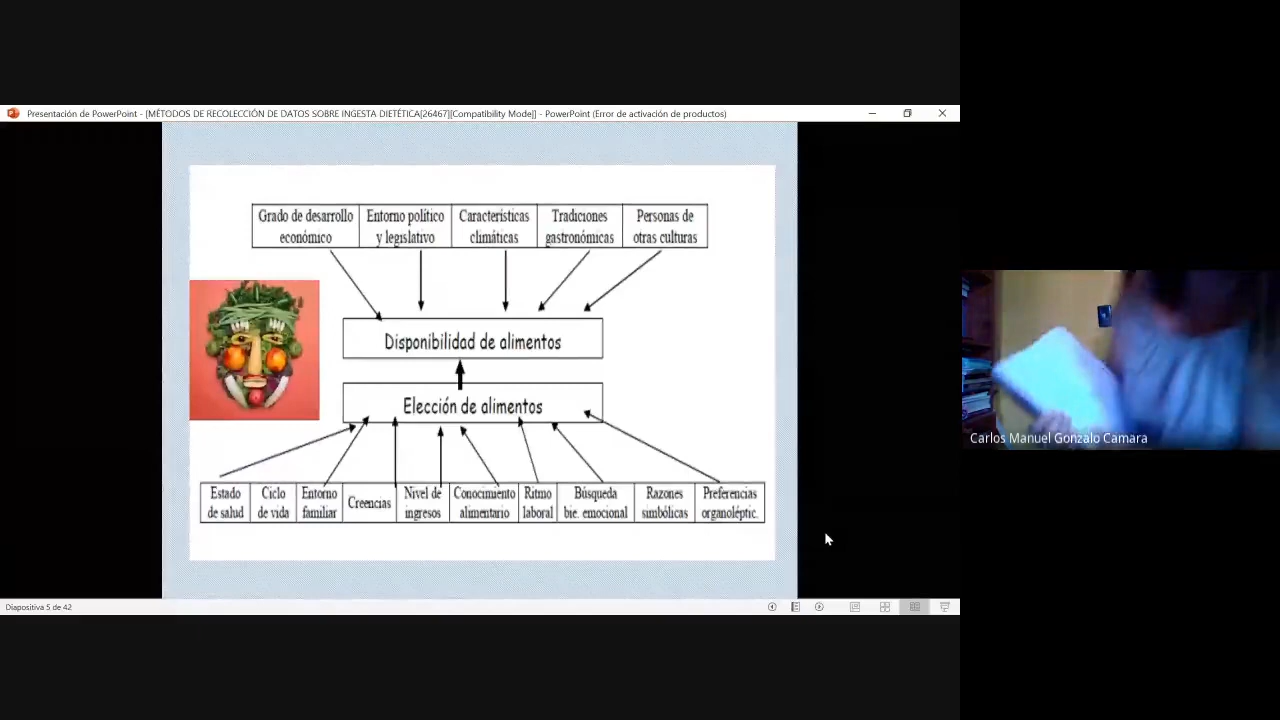 Presentación de PowerPoint - [MÉTODOS DE RECOLECCIÓN DE DATOS SOBRE INGESTA DIETÉTICA[26467][Compatibility Mode]] - PowerPoint (Error de activación de productos)
Grado de desarrollo
económico
Entorno político
y legislativo
Características
climáticas
Tradiciones
gastronómicas
Personas de
otras culturas
Disponibilidad de alimentos
Elección de alimentos
Estado
de salud
Ciclo
de vida
Entorno
familiar
Creencias
Nivel de
ingresos
Conocimiento
alimentario
Ritmo
laboral
Búsqueda
bie. emocional
Razones
simbólicas
Preferencias
organoléptic.
Carlos Manuel Gonzalo Camara
Diapositiva 5 de 42